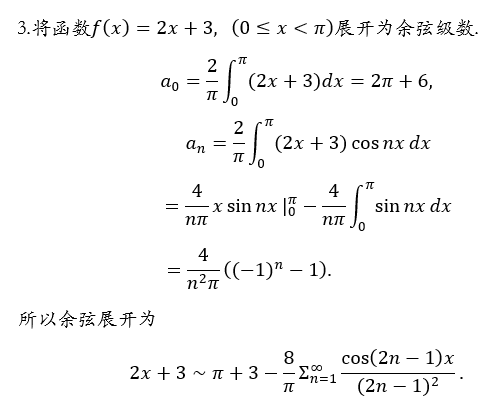 3.将函数f(x) = 2x + 3, (0 ≤ x < π)展开为余弦级数.
a₀ = 2/π ∫₀^π (2x + 3)dx = 2π + 6,
aₙ = 2/π ∫₀^π (2x + 3) cos nx dx
= 4/nπ x sin nx |₀^π − 4/nπ ∫₀^π sin nx dx
= 4/n²π ((−1)ⁿ − 1).
所以余弦展开为
2x + 3 ~ π + 3 − 8/π Σₙ₌₁^∞ cos(2n − 1)x/(2n − 1)² .